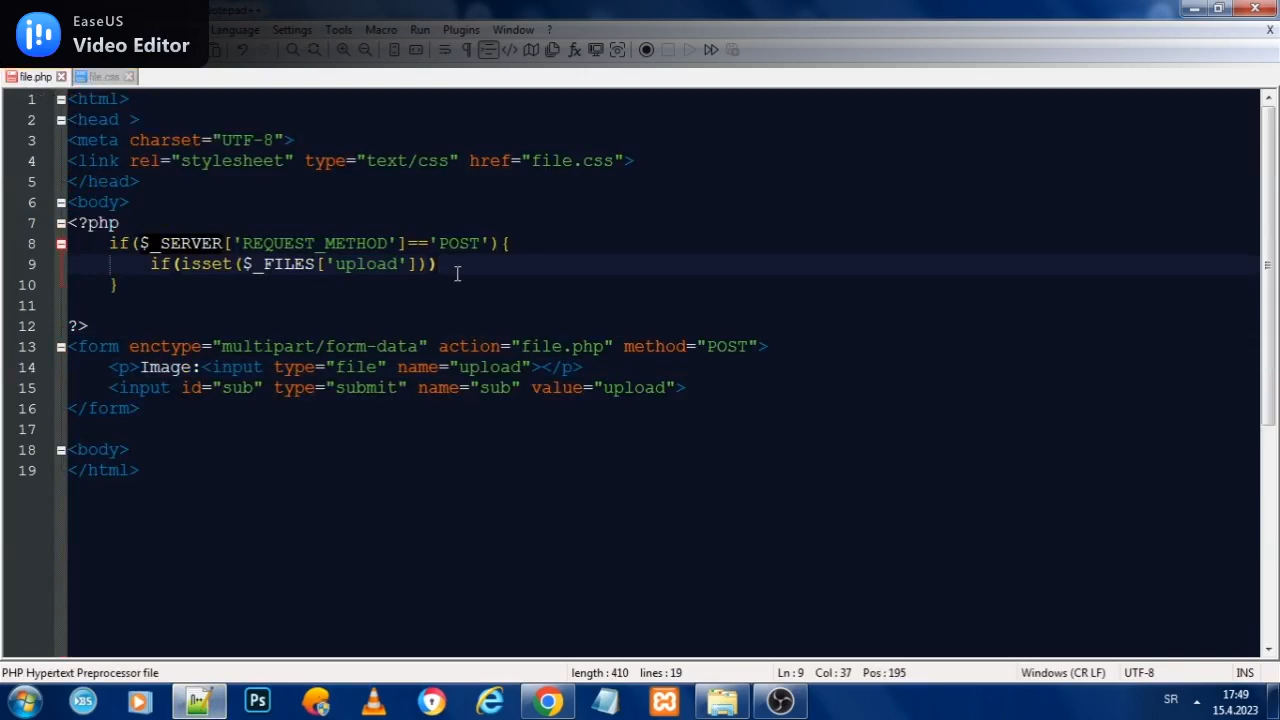 EaseUS
Video Editor
Notepad++
Language Settings Tools Macro Run Plugins Window ? X
file.php file.css
1 <html>
2 <head >
3 <meta charset="UTF-8">
4 <link rel="stylesheet" type="text/css" href="file.css">
5 </head>
6 <body>
7 <?php
8 if($_SERVER['REQUEST_METHOD']=='POST'){
9 if(isset($_FILES['upload']))
10 }
11
12 ?>
13 <form enctype="multipart/form-data" action="file.php" method="POST">
14 <p>Image:<input type="file" name="upload"></p>
15 <input id="sub" type="submit" name="sub" value="upload">
16 </form>
17
18 <body>
19 </html>
PHP Hypertext Preprocessor file length : 410 lines : 19 Ln : 9 Col : 37 Pos : 195 Windows (CR LF) UTF-8 INS
Ps SR 17:49
15.4.2023